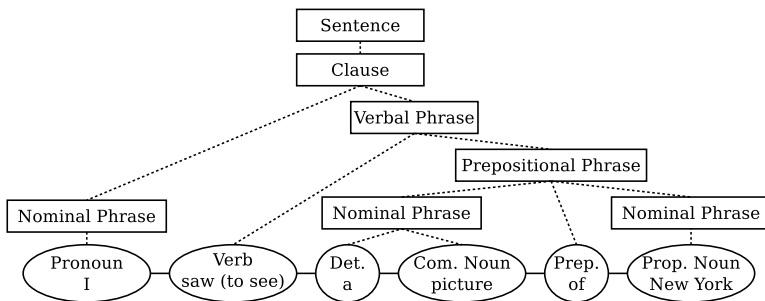 Sentence
Clause
Verbal Phrase
Prepositional Phrase
Nominal Phrase
Nominal Phrase
Nominal Phrase
Pronoun
I
Verb
saw (to see)
Det.
a
Com. Noun
picture
Prep.
of
Prop. Noun
New York